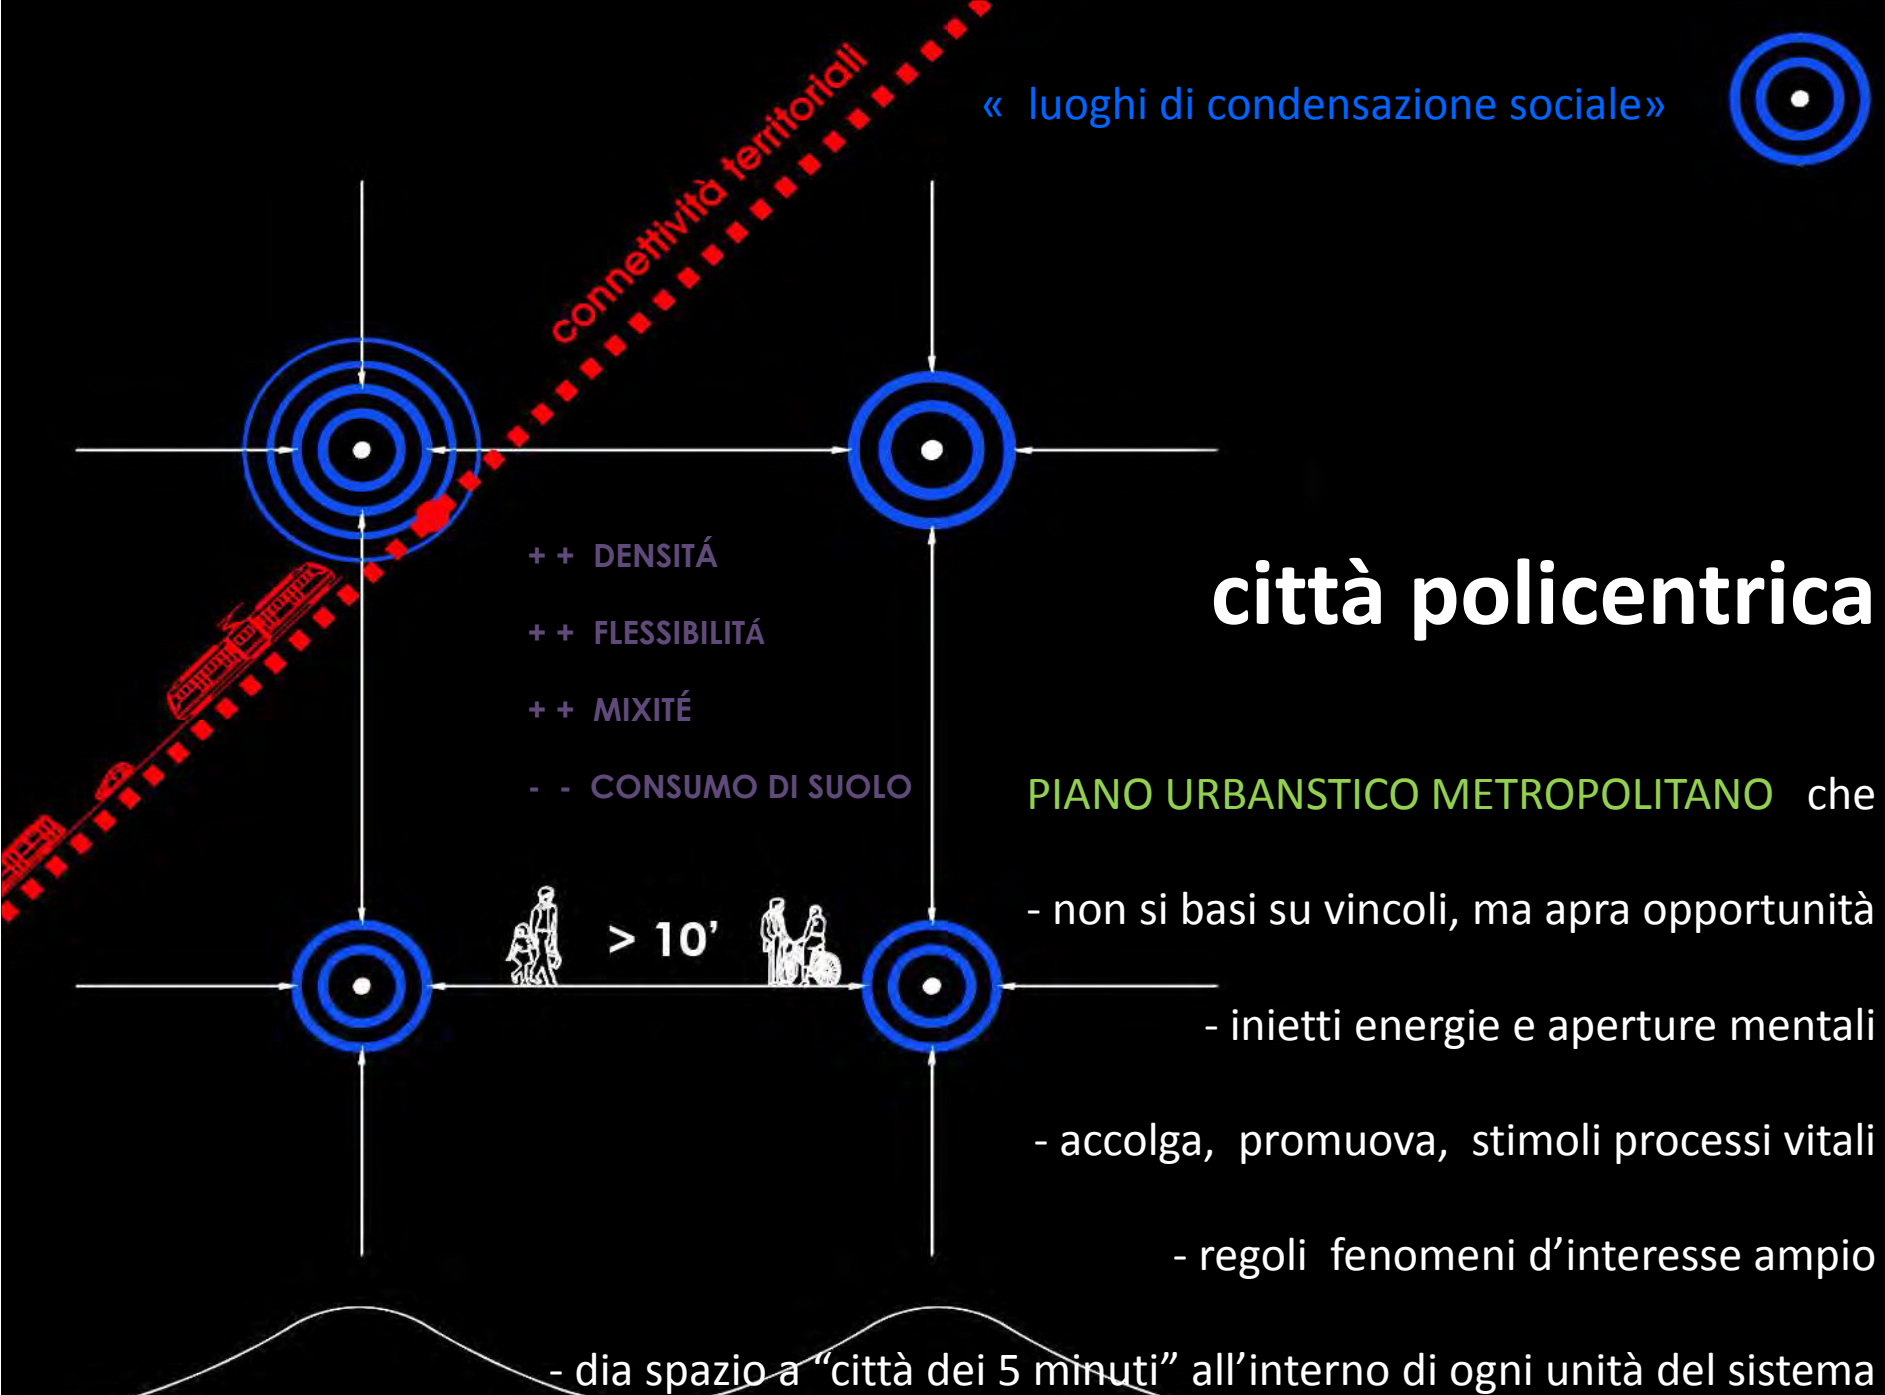 « luoghi di condensazione sociale»
connettività territoriali
+ + DENSITÁ
+ + FLESSIBILITÁ
+ + MIXITÉ
- - CONSUMO DI SUOLO
> 10’
città policentrica
PIANO URBANSTICO METROPOLITANO che
- non si basi su vincoli, ma apra opportunità
- inietti energie e aperture mentali
- accolga, promuova, stimoli processi vitali
- regoli fenomeni d’interesse ampio
- dia spazio a “città dei 5 minuti” all’interno di ogni unità del sistema